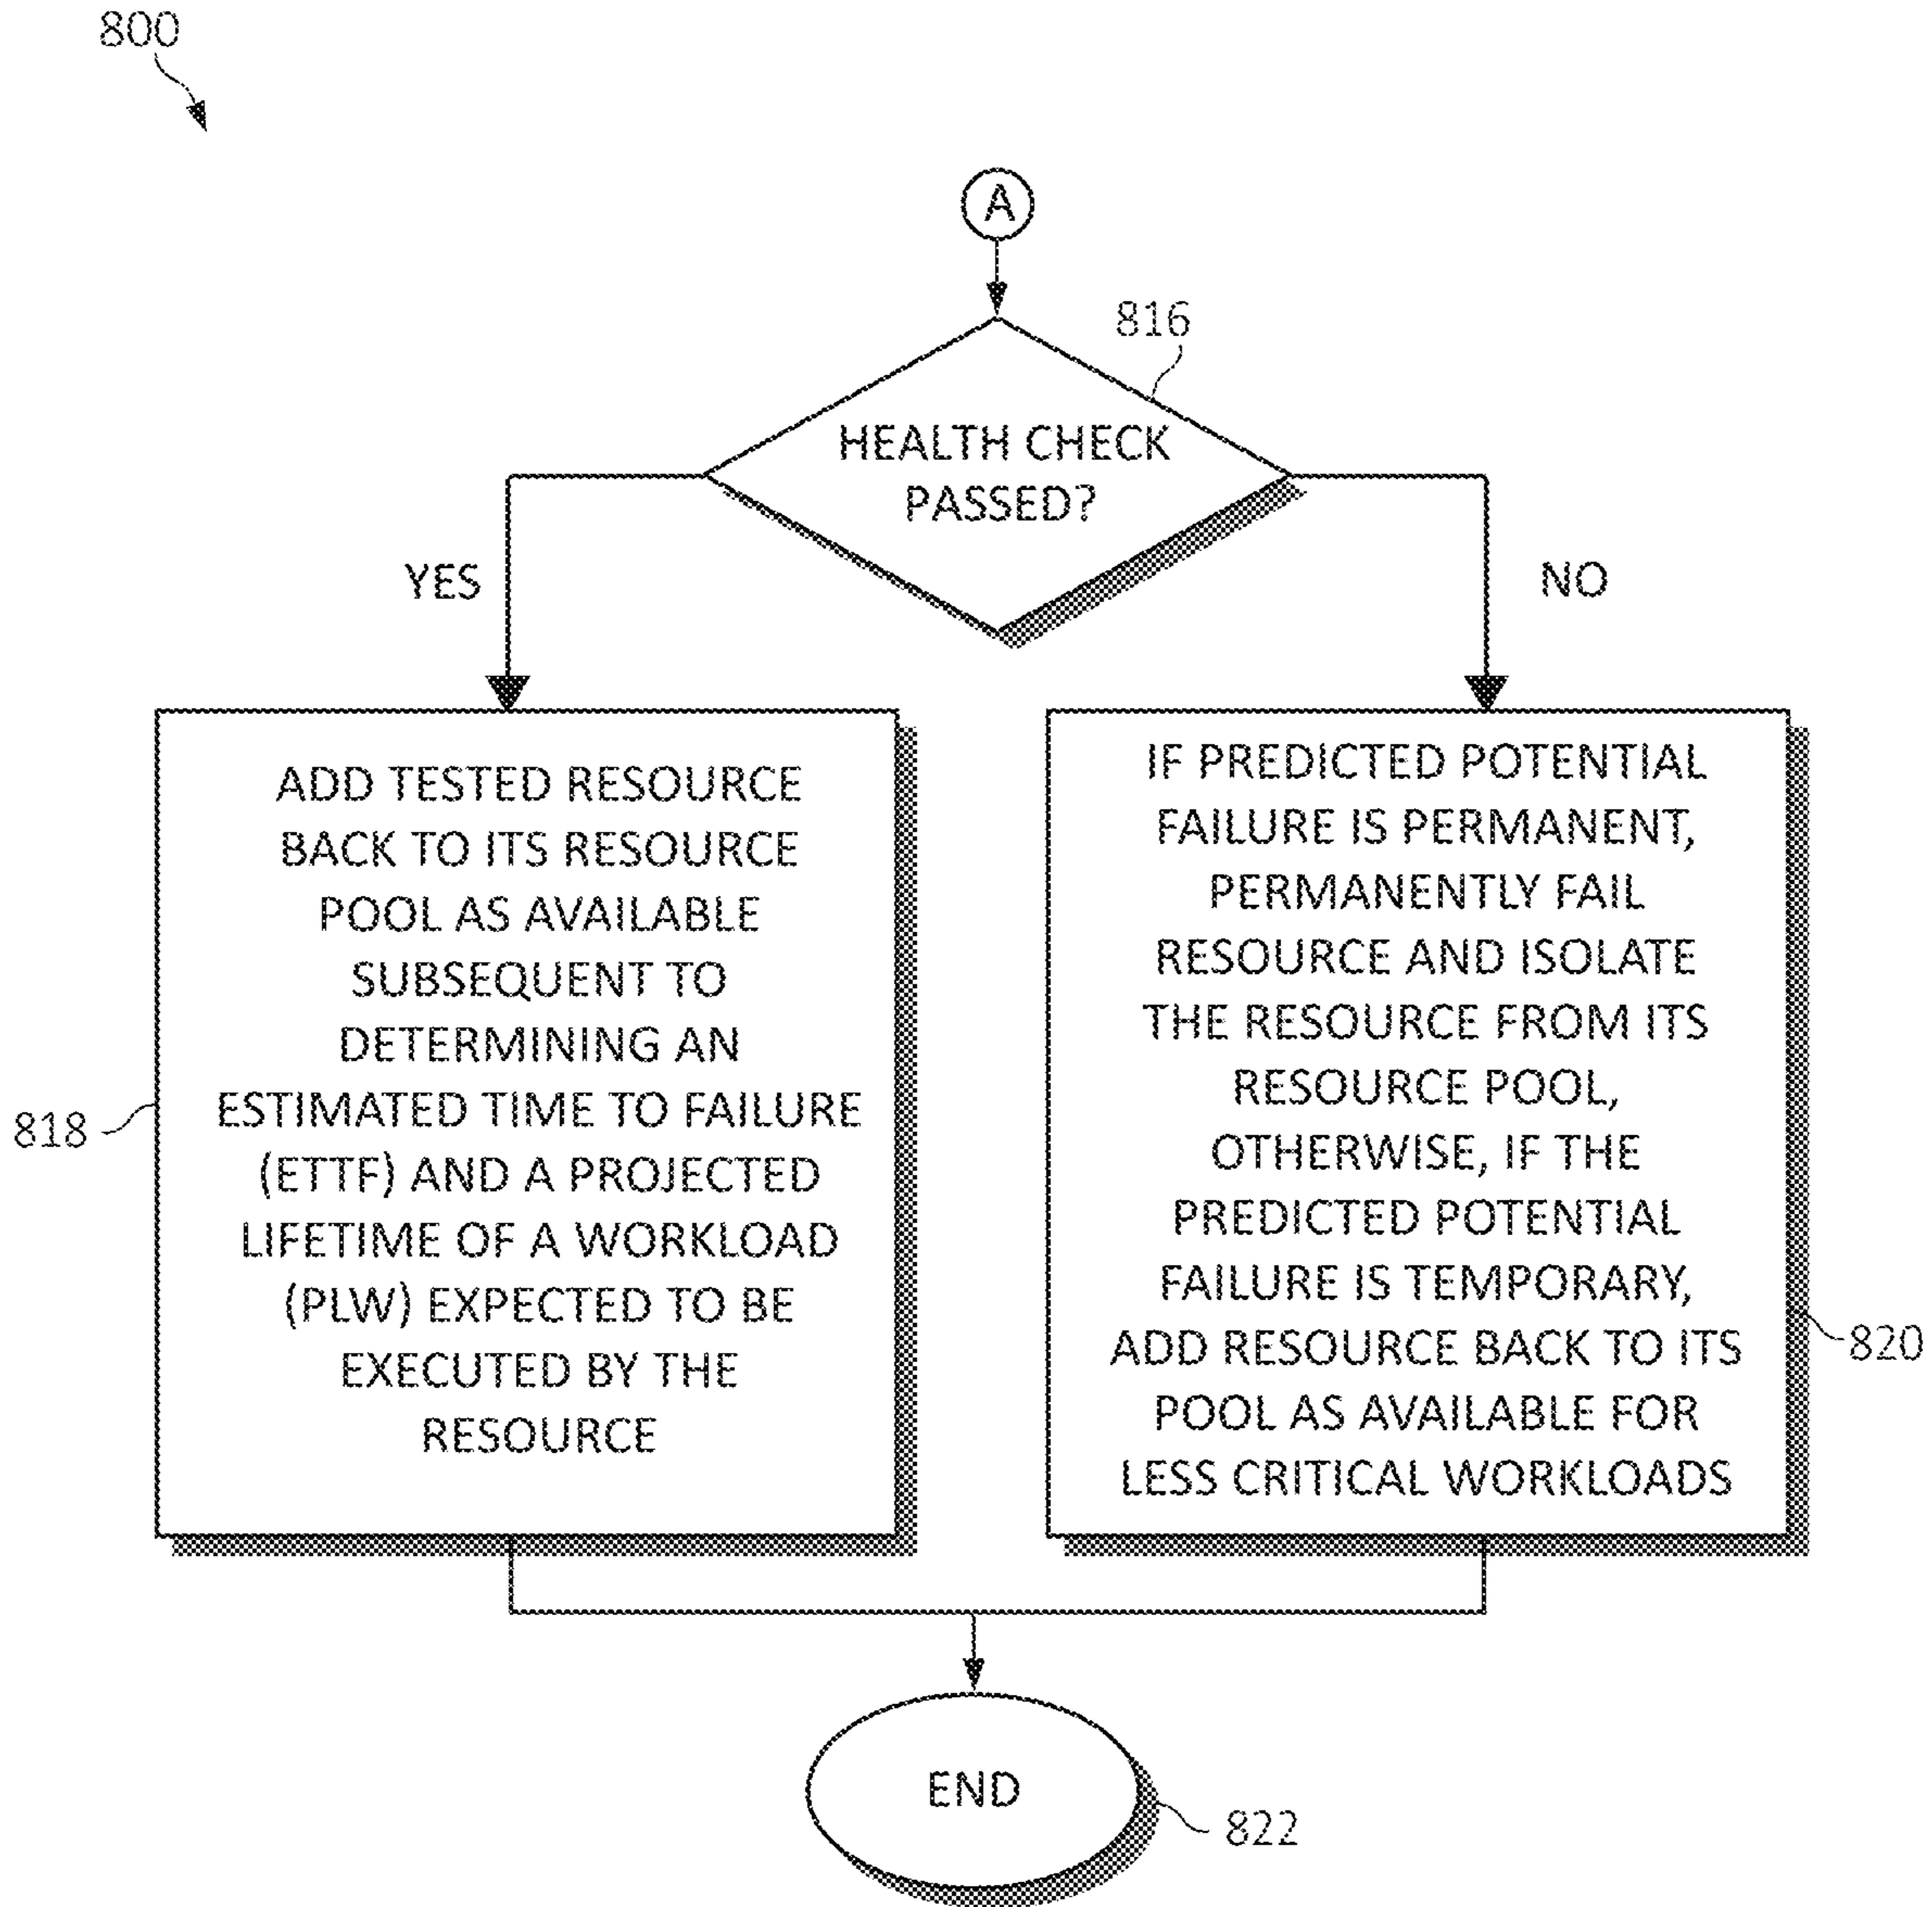 800
A
816
HEALTH CHECK
PASSED?
YES
NO
ADD TESTED RESOURCE
BACK TO ITS RESOURCE
POOL AS AVAILABLE
SUBSEQUENT TO
DETERMINING AN
ESTIMATED TIME TO FAILURE
(ETTF) AND A PROJECTED
LIFETIME OF A WORKLOAD
(PLW) EXPECTED TO BE
EXECUTED BY THE
RESOURCE
818
IF PREDICTED POTENTIAL
FAILURE IS PERMANENT,
PERMANENTLY FAIL
RESOURCE AND ISOLATE
THE RESOURCE FROM ITS
RESOURCE POOL,
OTHERWISE, IF THE
PREDICTED POTENTIAL
FAILURE IS TEMPORARY,
ADD RESOURCE BACK TO ITS
POOL AS AVAILABLE FOR
LESS CRITICAL WORKLOADS
820
END
822